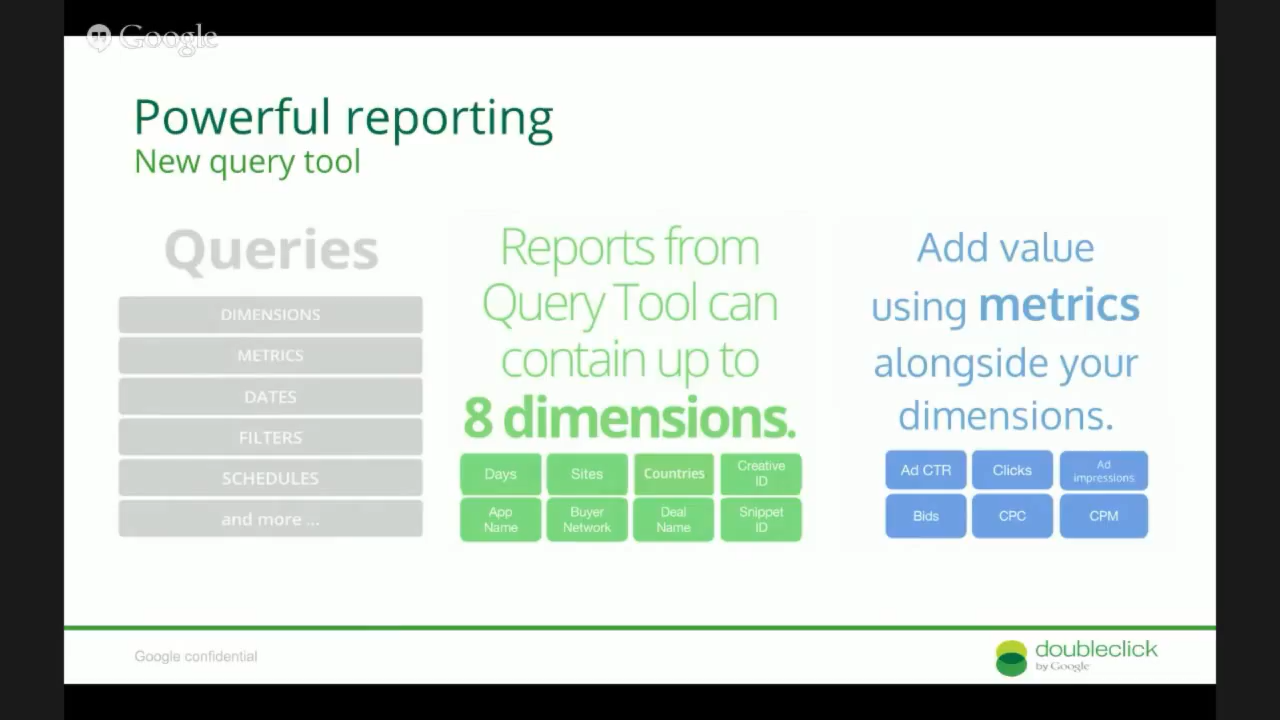 Google
Powerful reporting
New query tool
Queries
DIMENSIONS
METRICS
DATES
FILTERS
SCHEDULES
and more ...
Reports from
Query Tool can
contain up to
8 dimensions.
Days
Sites
Countries
Creative
ID
App
Name
Buyer
Network
Deal
Name
Snippet
ID
Add value
using metrics
alongside your
dimensions.
Ad CTR
Clicks
Ad
impressions
Bids
CPC
CPM
Google confidential
doubleclick
by Google